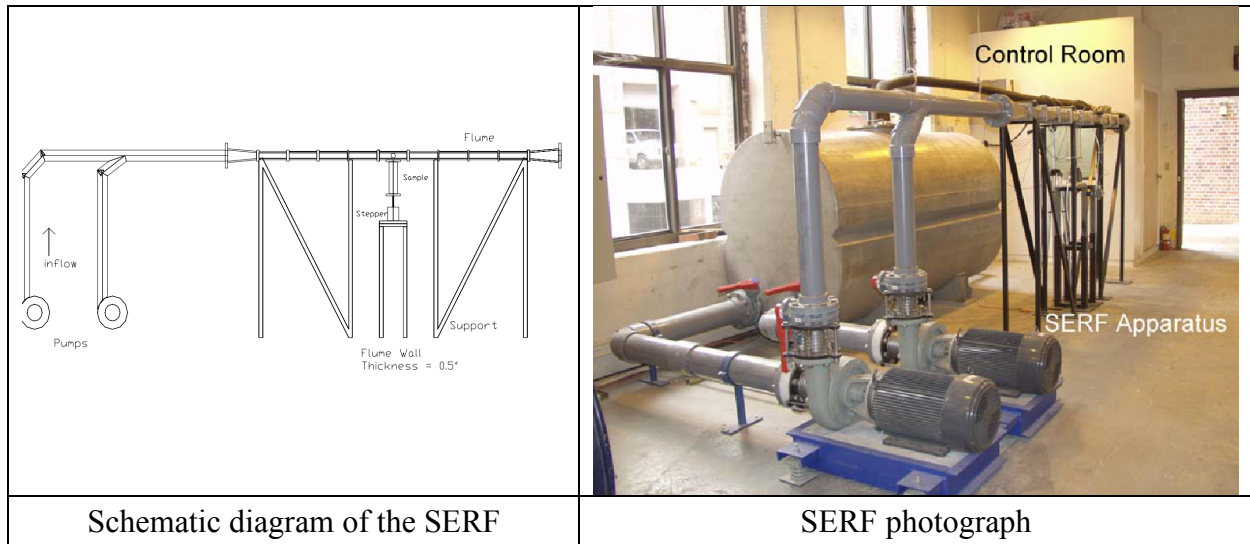 Flume
Sample
Stepper
inflow
Support
Pumps
Flume Wall
Thickness = 0.5"
Control Room
SERF Apparatus
Schematic diagram of the SERF
SERF photograph